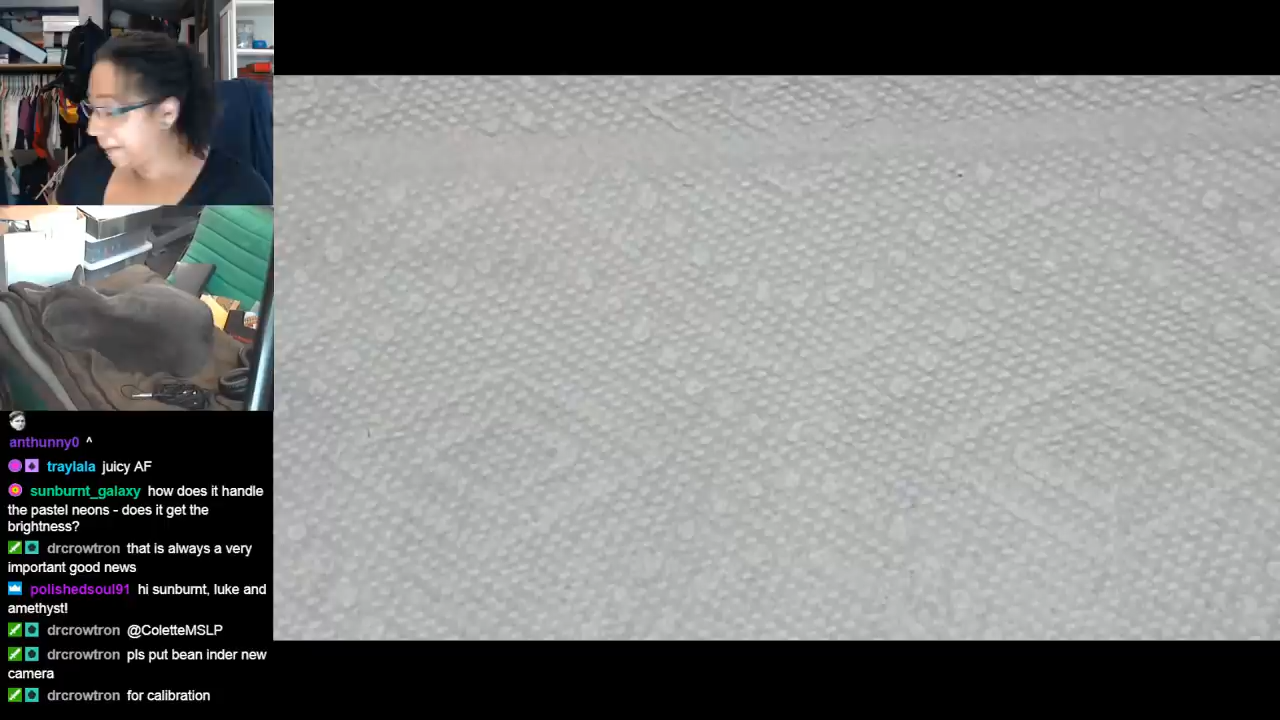 anthunny0 ^
traylala juicy AF
sunburnt_galaxy how does it handle
the pastel neons - does it get the
brightness?
drcrowtron that is always a very
important good news
polishedsoul91 hi sunburnt, luke and
amethyst!
drcrowtron @ColetteMSLP
drcrowtron pls put bean inder new
camera
drcrowtron for calibration